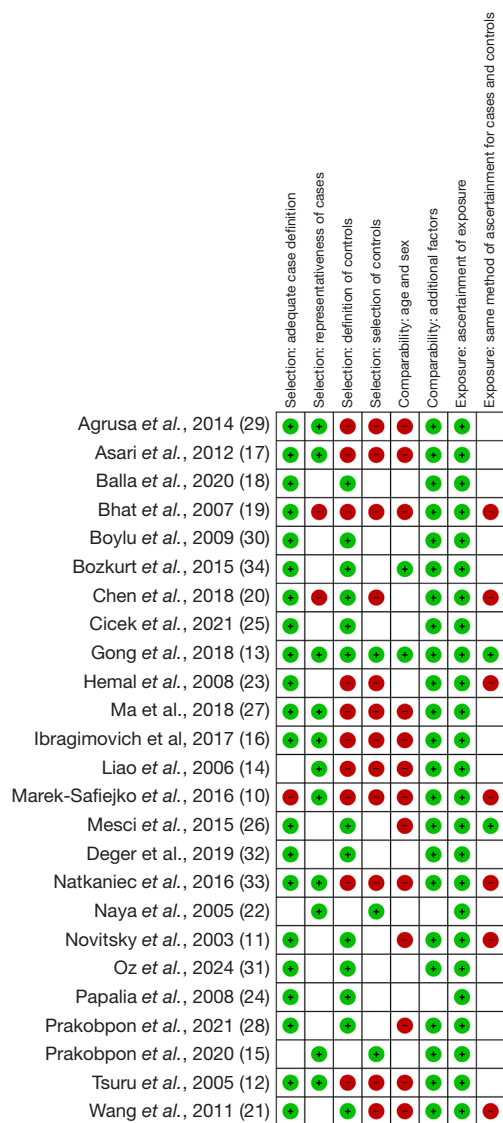 Selection: adequate case definition
Selection: representativeness of cases
Selection: definition of controls
Selection: selection of controls
Comparability: age and sex
Comparability: additional factors
Exposure: ascertainment of exposure
Exposure: same method of ascertainment for cases and controls
Agrusa et al., 2014 (29) + + − − − + +
Asari et al., 2012 (17) + + − − − + +
Balla et al., 2020 (18) + + + +
Bhat et al., 2007 (19) + − − − − + + −
Boylu et al., 2009 (30) + + + +
Bozkurt et al., 2015 (34) + + + + +
Chen et al., 2018 (20) + − + − + + −
Cicek et al., 2021 (25) + + + +
Gong et al., 2018 (13) + + + + + + + +
Hemal et al., 2008 (23) + − − + + −
Ma et al., 2018 (27) + + − − − + +
Ibragimovich et al, 2017 (16) + + − − − + +
Liao et al., 2006 (14) + − − − + +
Marek-Safiejko et al., 2016 (10) − + − − − + + −
Mesci et al., 2015 (26) + + − + + +
Deger et al., 2019 (32) + + + +
Natkaniec et al., 2016 (33) + + − − − + + −
Naya et al., 2005 (22) + + +
Novitsky et al., 2003 (11) + + − + + −
Oz et al., 2024 (31) + + + +
Papalia et al., 2008 (24) + + +
Prakobpon et al., 2021 (28) + + − + +
Prakobpon et al., 2020 (15) + + + +
Tsuru et al., 2005 (12) + + − − − + +
Wang et al., 2011 (21) + + − − + + −